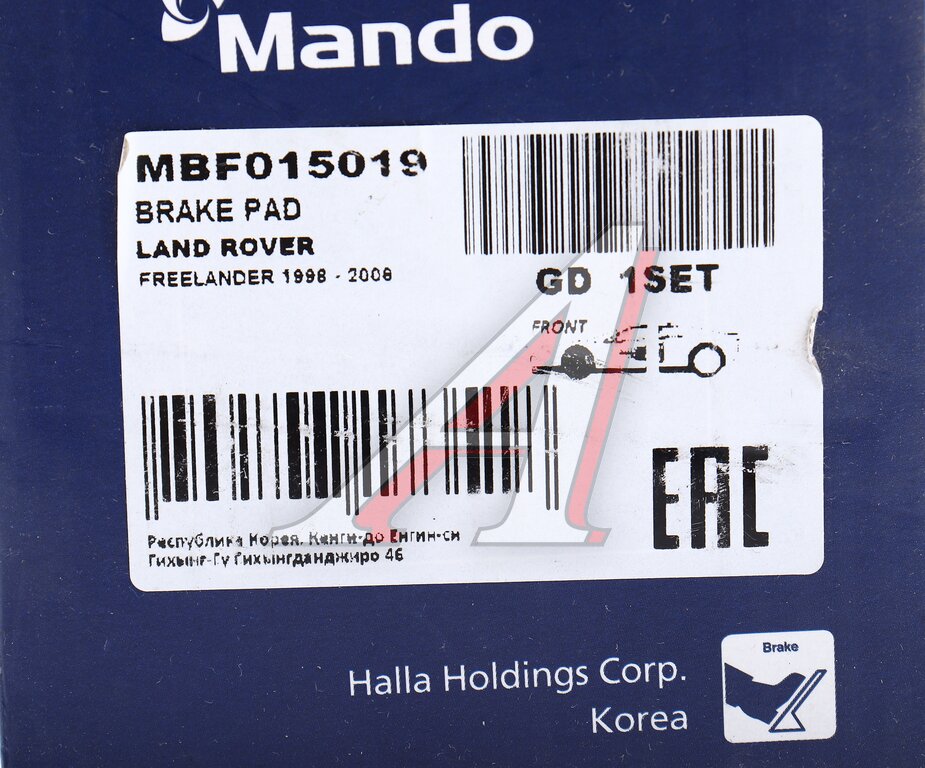 Mando
MBF015019
BRAKE PAD
LAND ROVER
FREELANDER 1998 - 2006
GD 1SET
FRONT
EAC
Республика Корея, Кенги-до Енгин-си
Гихынг-Гу Гихынгданджиро 46
Halla Holdings Corp.
Korea
Brake